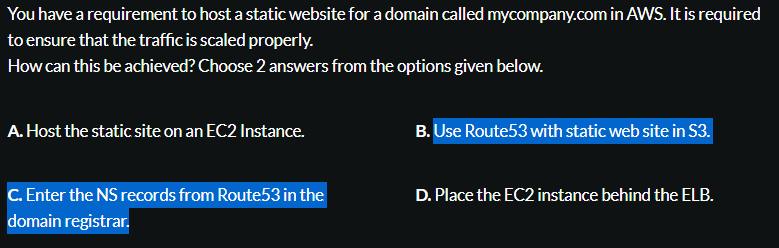 You have a requirement to host a static website for a domain called mycompany.com in AWS. It is required
to ensure that the traffic is scaled properly.
How can this be achieved? Choose 2 answers from the options given below.
A. Host the static site on an EC2 Instance.
B. Use Route53 with static web site in S3.
C. Enter the NS records from Route53 in the
domain registrar.
D. Place the EC2 instance behind the ELB.